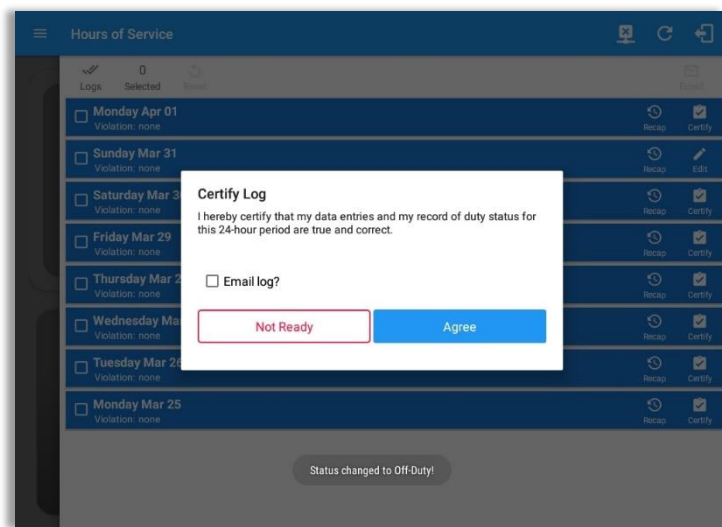 Hours of Service
0
Logs Selected Reset
Monday Apr 01
Violation: none
Recap Certify
Sunday Mar 31
Violation: none
Recap Edit
Saturday Mar 3
Violation: none
Recap Certify
Friday Mar 29
Violation: none
Recap Certify
Thursday Mar 2
Violation: none
Recap Certify
Wednesday Ma
Violation: none
Recap Certify
Tuesday Mar 26
Violation: none
Recap Certify
Monday Mar 25
Violation: none
Recap Certify
Certify Log
I hereby certify that my data entries and my record of duty status for
this 24-hour period are true and correct.
Email log?
Not Ready Agree
Status changed to Off-Duty!